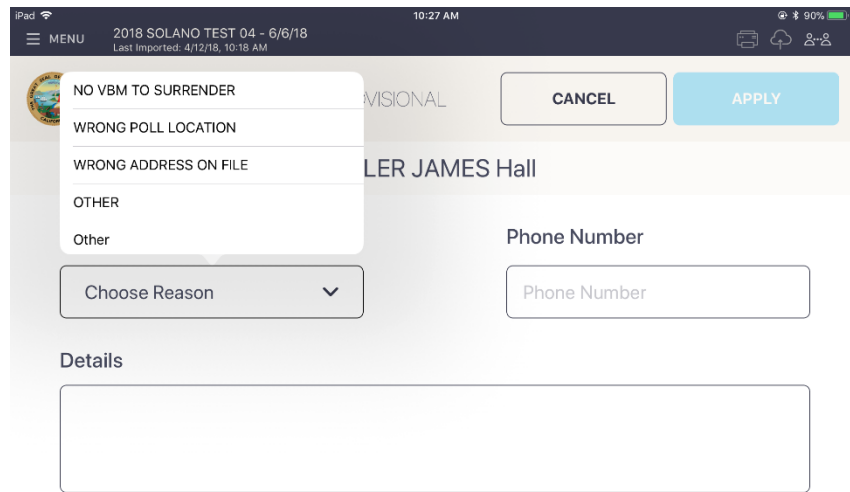 iPad
10:27 AM
90%
MENU
2018 SOLANO TEST 04 - 6/6/18
Last Imported: 4/12/18, 10:18 AM
VISIONAL
CANCEL
APPLY
NO VBM TO SURRENDER
WRONG POLL LOCATION
WRONG ADDRESS ON FILE
OTHER
Other
LER JAMES Hall
Phone Number
Choose Reason
Phone Number
Details